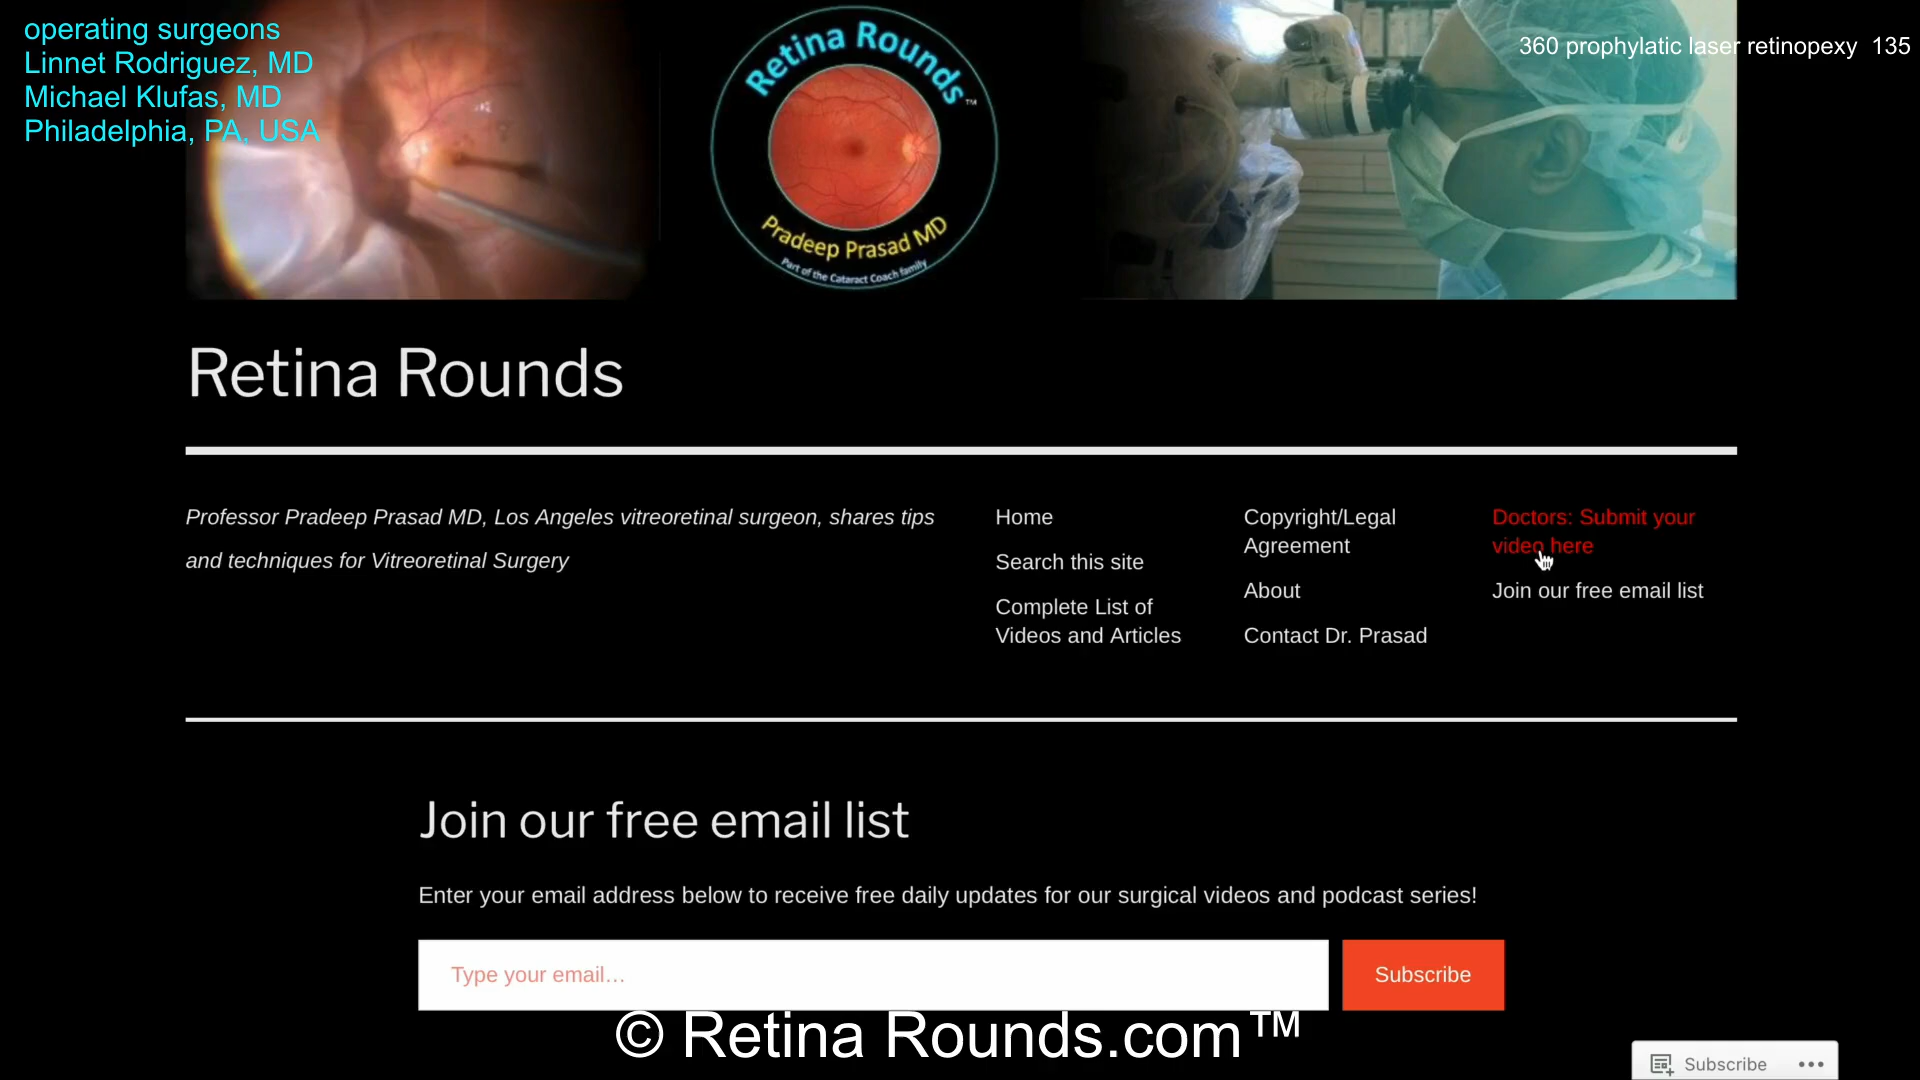 operating surgeons
Linnet Rodriguez, MD
Michael Klufas, MD
Philadelphia, PA, USA
Retina Rounds™
Pradeep Prasad MD
Part of the Cataract Coach family
360 prophylatic laser retinopexy 135
Retina Rounds
Professor Pradeep Prasad MD, Los Angeles vitreoretinal surgeon, shares tips
and techniques for Vitreoretinal Surgery
Home
Search this site
Complete List of
Videos and Articles
Copyright/Legal
Agreement
About
Contact Dr. Prasad
Doctors: Submit your
video here
Join our free email list
Join our free email list
Enter your email address below to receive free daily updates for our surgical videos and podcast series!
Type your email…
Subscribe
© Retina Rounds.com™
Subscribe